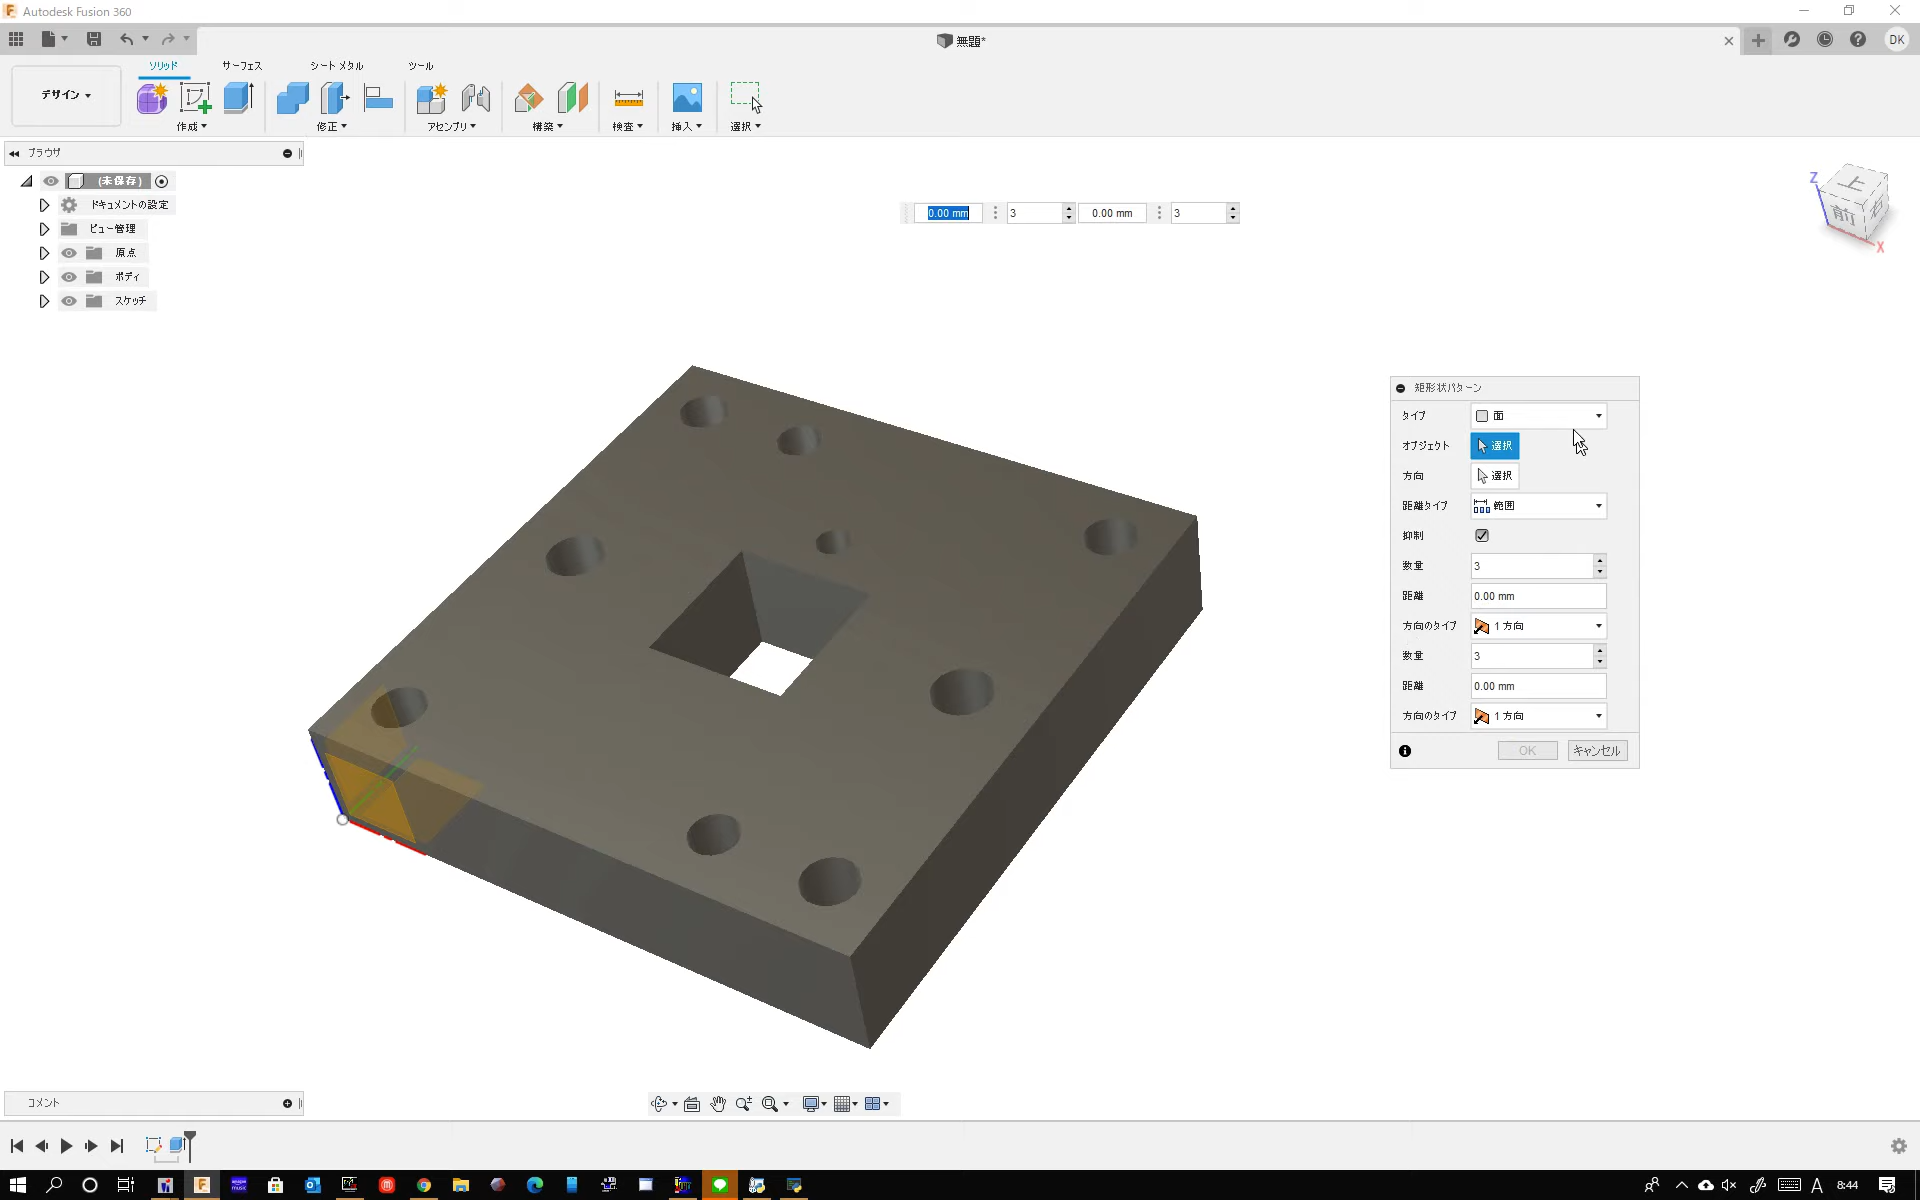 Autodesk Fusion 360
無題*
DK
デザイン
ソリッド
サーフェス
シート メタル
ツール
作成
修正
アセンブリ
構築
検査
挿入
選択
ブラウザ
(未保存)
ドキュメントの設定
ビュー管理
原点
ボディ
スケッチ
0.00 mm
3
0.00 mm
3
上
前
右
Z
X
矩形状パターン
タイプ
面
オブジェクト
選択
方向
選択
距離タイプ
範囲
抑制
数量
3
距離
0.00 mm
方向のタイプ
1 方向
数量
3
距離
0.00 mm
方向のタイプ
1 方向
OK
キャンセル
コメント
A
8:44